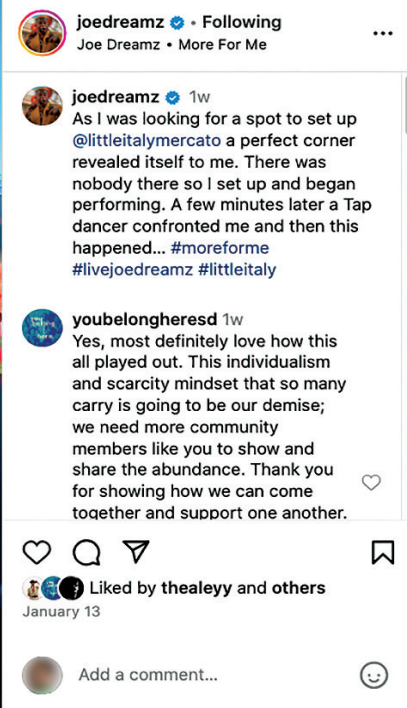 joedreamz • Following
Joe Dreamz • More For Me
joedreamz 1w
As I was looking for a spot to set up
@littleitalymercato a perfect corner
revealed itself to me. There was
nobody there so I set up and began
performing. A few minutes later a Tap
dancer confronted me and then this
happened... #moreforme
#livejoedreamz #littleitaly
youbelongheresd 1w
Yes, most definitely love how this
all played out. This individualism
and scarcity mindset that so many
carry is going to be our demise;
we need more community
members like you to show and
share the abundance. Thank you
for showing how we can come
together and support one another.
Liked by thealeyy and others
January 13
Add a comment...